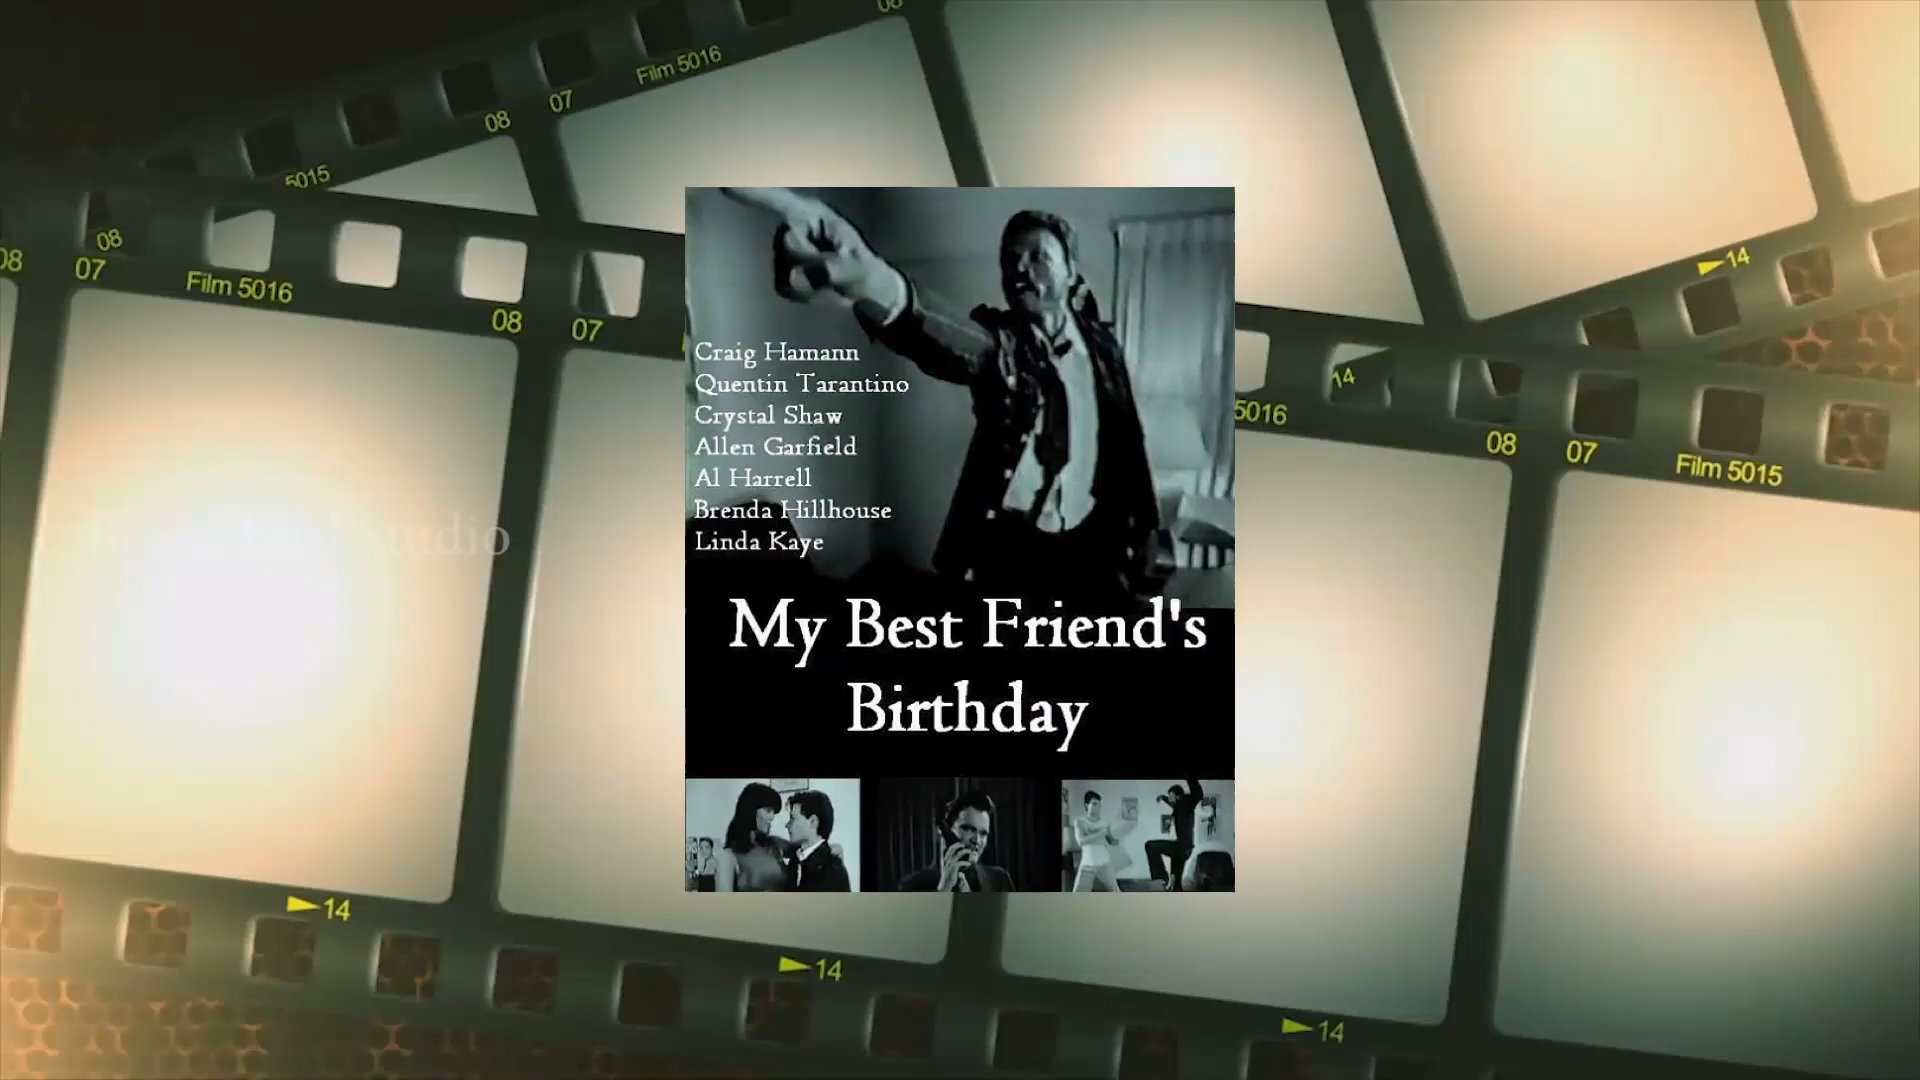 08
Film 5016
07
08
5015
08
08
07
Film 5016
08
07
14
14
5016
08
07
Film 5015
Craig Hamann
Quentin Tarantino
Crystal Shaw
Allen Garfield
Al Harrell
Brenda Hillhouse
Linda Kaye
My Best Friend's
Birthday
14
14
14